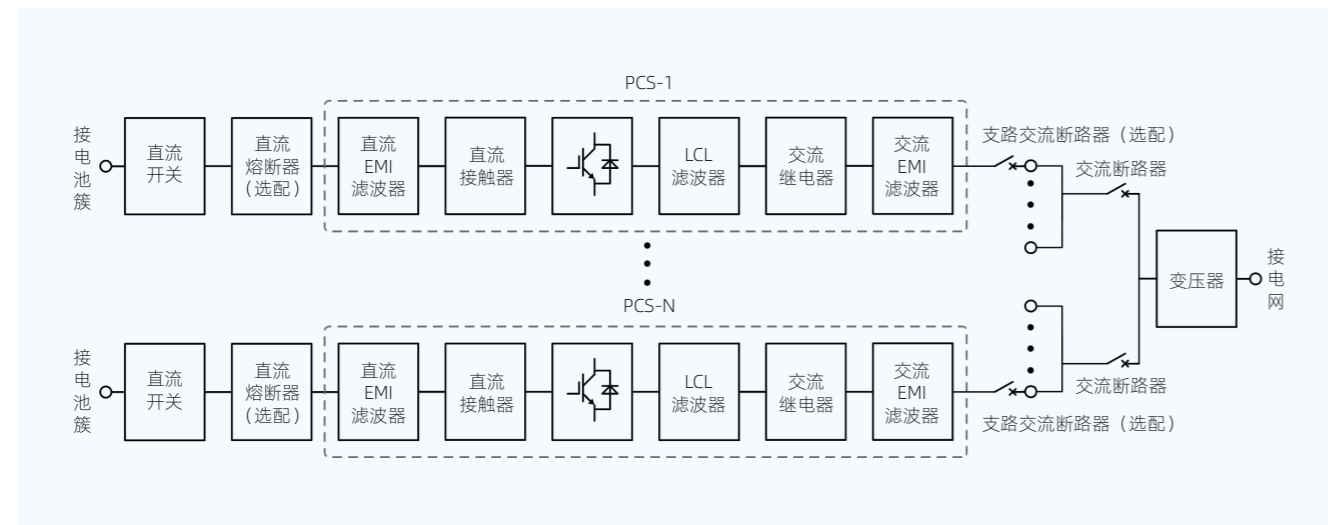 PCS-1
接
电
池
簇
直流
开关
直流
熔断器
（选配）
直流
EMI
滤波器
直流
接触器
LCL
滤波器
交流
继电器
交流
EMI
滤波器
支路交流断路器（选配）
交流断路器
变压器
接
电
网
PCS-N
接
电
池
簇
直流
开关
直流
熔断器
（选配）
直流
EMI
滤波器
直流
接触器
LCL
滤波器
交流
继电器
交流
EMI
滤波器
交流断路器
支路交流断路器（选配）